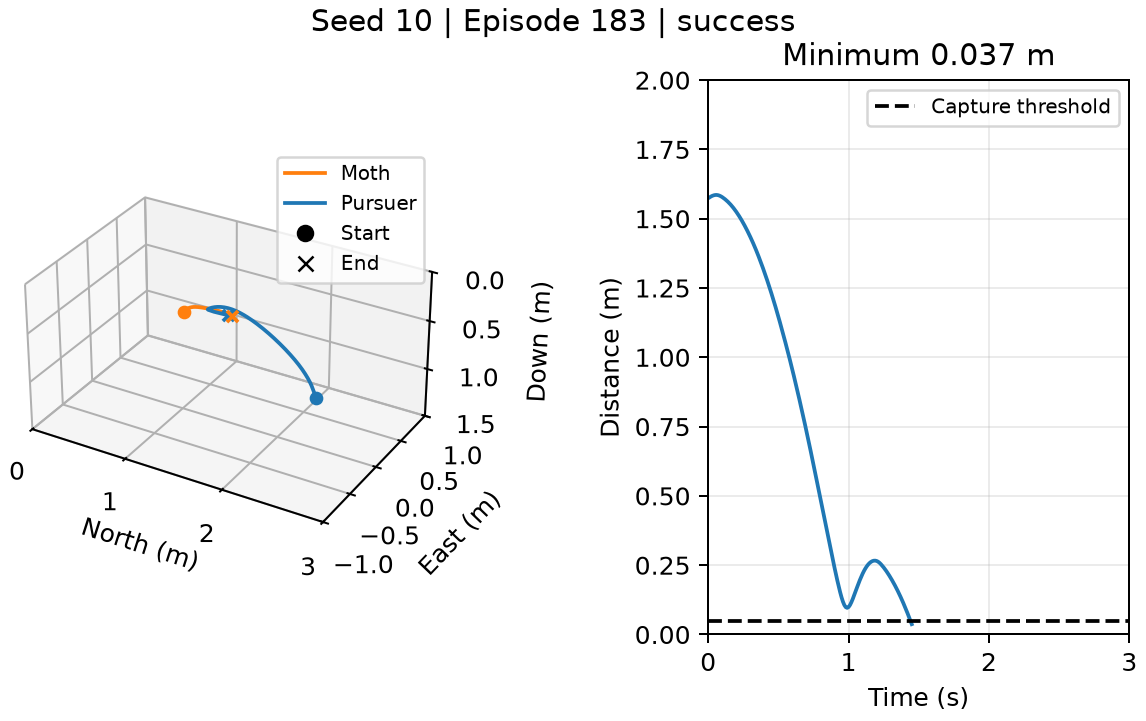 Seed 10 | Episode 183 | success
Minimum 0.037 m
Moth
Pursuer
Start
End
0.0
0.5
1.0
1.5
Down (m)
1.0
0.5
0.0
−0.5
−1.0
East (m)
0
1
2
3
North (m)
Capture threshold
2.00
1.75
1.50
1.25
1.00
0.75
0.50
0.25
0.00
Distance (m)
0
1
2
3
Time (s)